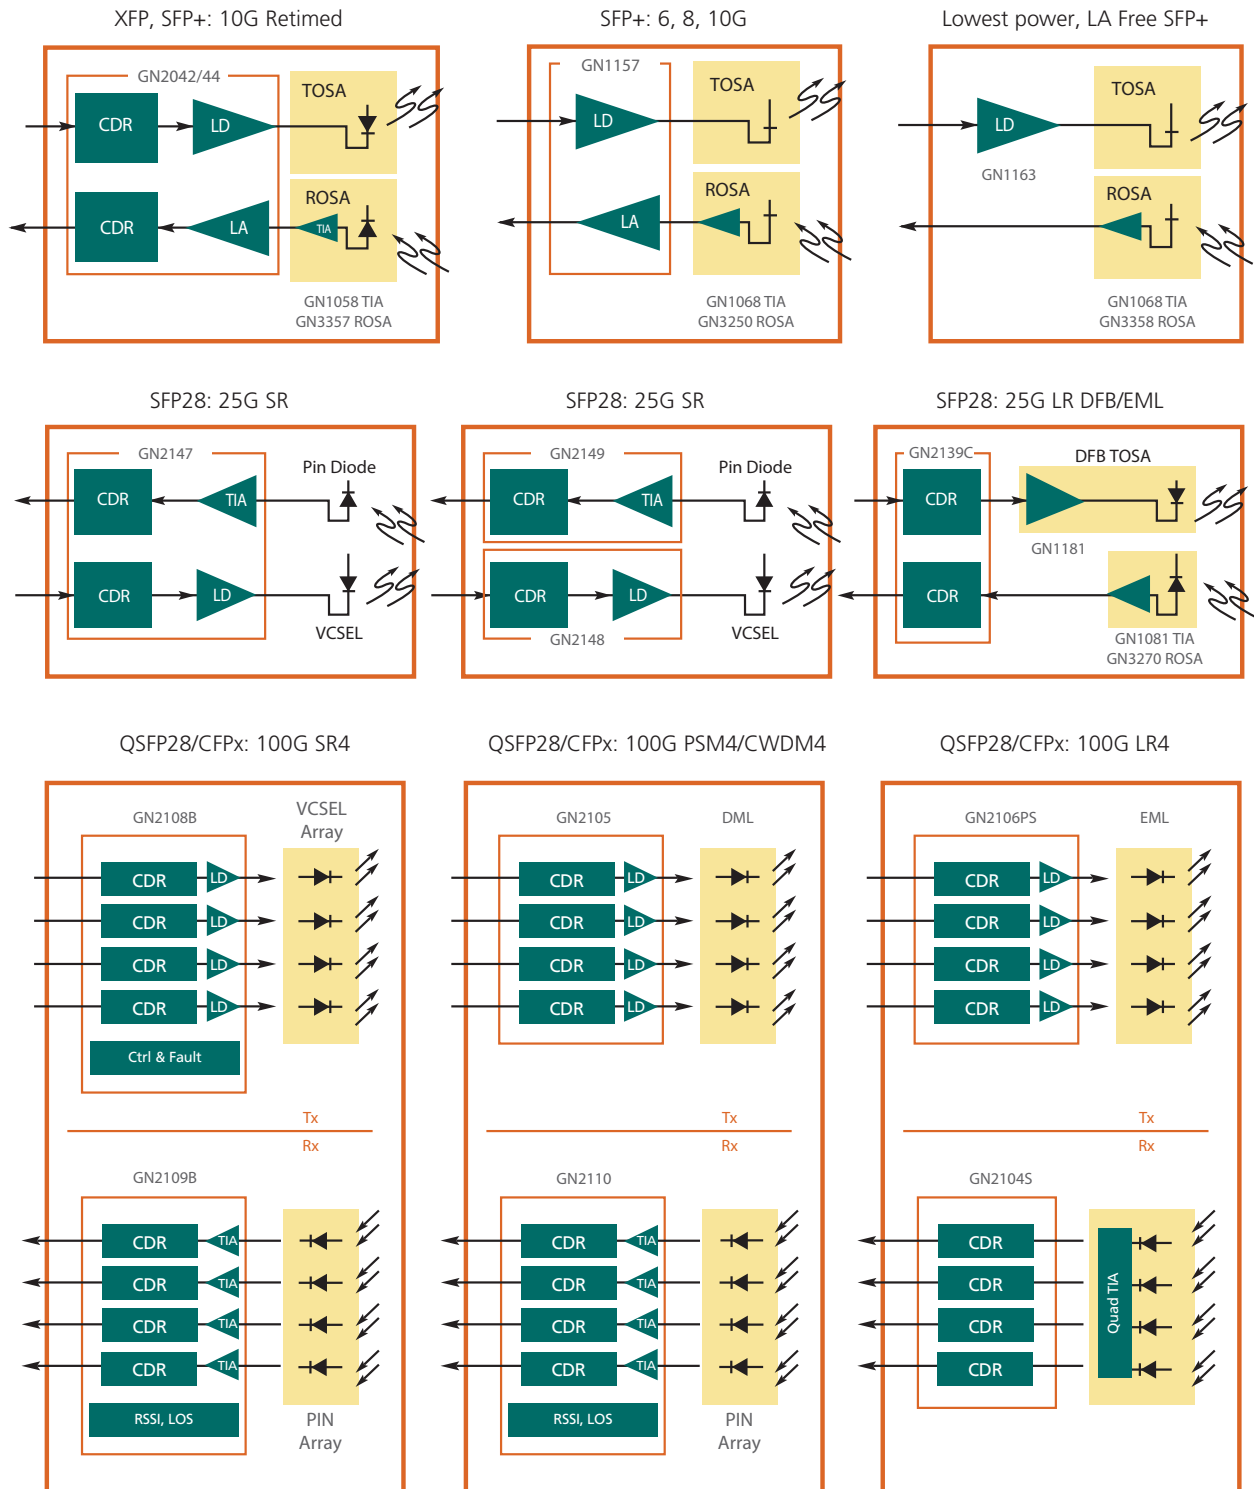 XFP, SFP+: 10G Retimed
GN2042/44
TOSA
CDR
LD
ROSA
CDR
LA
TIA
GN1058 TIA
GN3357 ROSA
SFP+: 6, 8, 10G
GN1157
TOSA
LD
ROSA
LA
GN1068 TIA
GN3250 ROSA
Lowest power, LA Free SFP+
TOSA
LD
GN1163
ROSA
GN1068 TIA
GN3358 ROSA
SFP28: 25G SR
GN2147
Pin Diode
CDR
TIA
CDR
LD
VCSEL
SFP28: 25G SR
GN2149
Pin Diode
CDR
TIA
CDR
LD
VCSEL
GN2148
SFP28: 25G LR DFB/EML
GN2139C
DFB TOSA
CDR
GN1181
CDR
GN1081 TIA
GN3270 ROSA
QSFP28/CFPx: 100G SR4
GN2108B
VCSEL
Array
CDR
LD
CDR
LD
CDR
LD
CDR
LD
Ctrl & Fault
Tx
Rx
GN2109B
CDR
TIA
CDR
TIA
CDR
TIA
CDR
TIA
RSSI, LOS
PIN
Array
QSFP28/CFPx: 100G PSM4/CWDM4
GN2105
DML
CDR
LD
CDR
LD
CDR
LD
CDR
LD
Tx
Rx
GN2110
CDR
TIA
CDR
TIA
CDR
TIA
CDR
TIA
RSSI, LOS
PIN
Array
QSFP28/CFPx: 100G LR4
GN2106PS
EML
CDR
LD
CDR
LD
CDR
LD
CDR
LD
Tx
Rx
GN2104S
CDR
CDR
CDR
CDR
Quad TIA